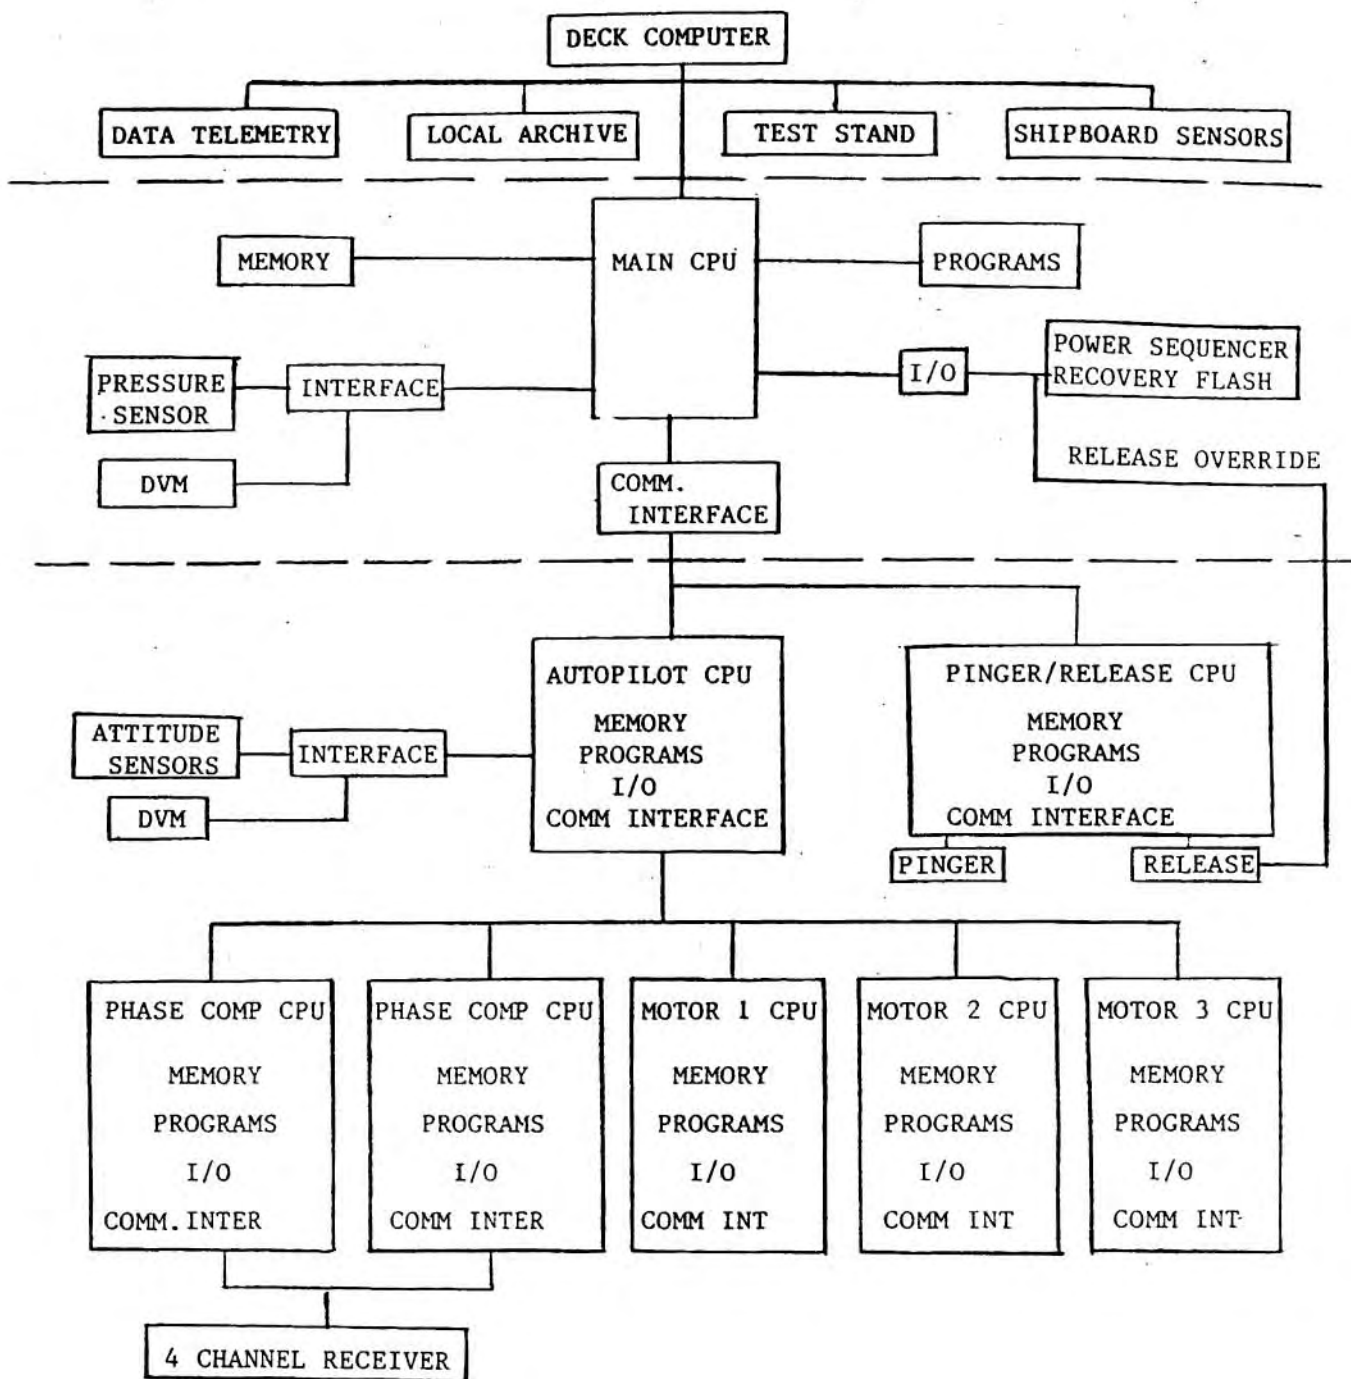 DECK COMPUTER
DATA TELEMETRY
LOCAL ARCHIVE
TEST STAND
SHIPBOARD SENSORS
MEMORY
MAIN CPU
PROGRAMS
PRESSURE
SENSOR
INTERFACE
I/O
POWER SEQUENCER
RECOVERY FLASH
DVM
COMM.
INTERFACE
RELEASE OVERRIDE
AUTOPILOT CPU
MEMORY
PROGRAMS
I/O
COMM INTERFACE
PINGER/RELEASE CPU
MEMORY
PROGRAMS
I/O
COMM INTERFACE
ATTITUDE
SENSORS
INTERFACE
DVM
PINGER
RELEASE
PHASE COMP CPU
MEMORY
PROGRAMS
I/O
COMM.INTER
PHASE COMP CPU
MEMORY
PROGRAMS
I/O
COMM INTER
MOTOR 1 CPU
MEMORY
PROGRAMS
I/O
COMM INT
MOTOR 2 CPU
MEMORY
PROGRAMS
I/O
COMM INT
MOTOR 3 CPU
MEMORY
PROGRAMS
I/O
COMM INT
4 CHANNEL RECEIVER